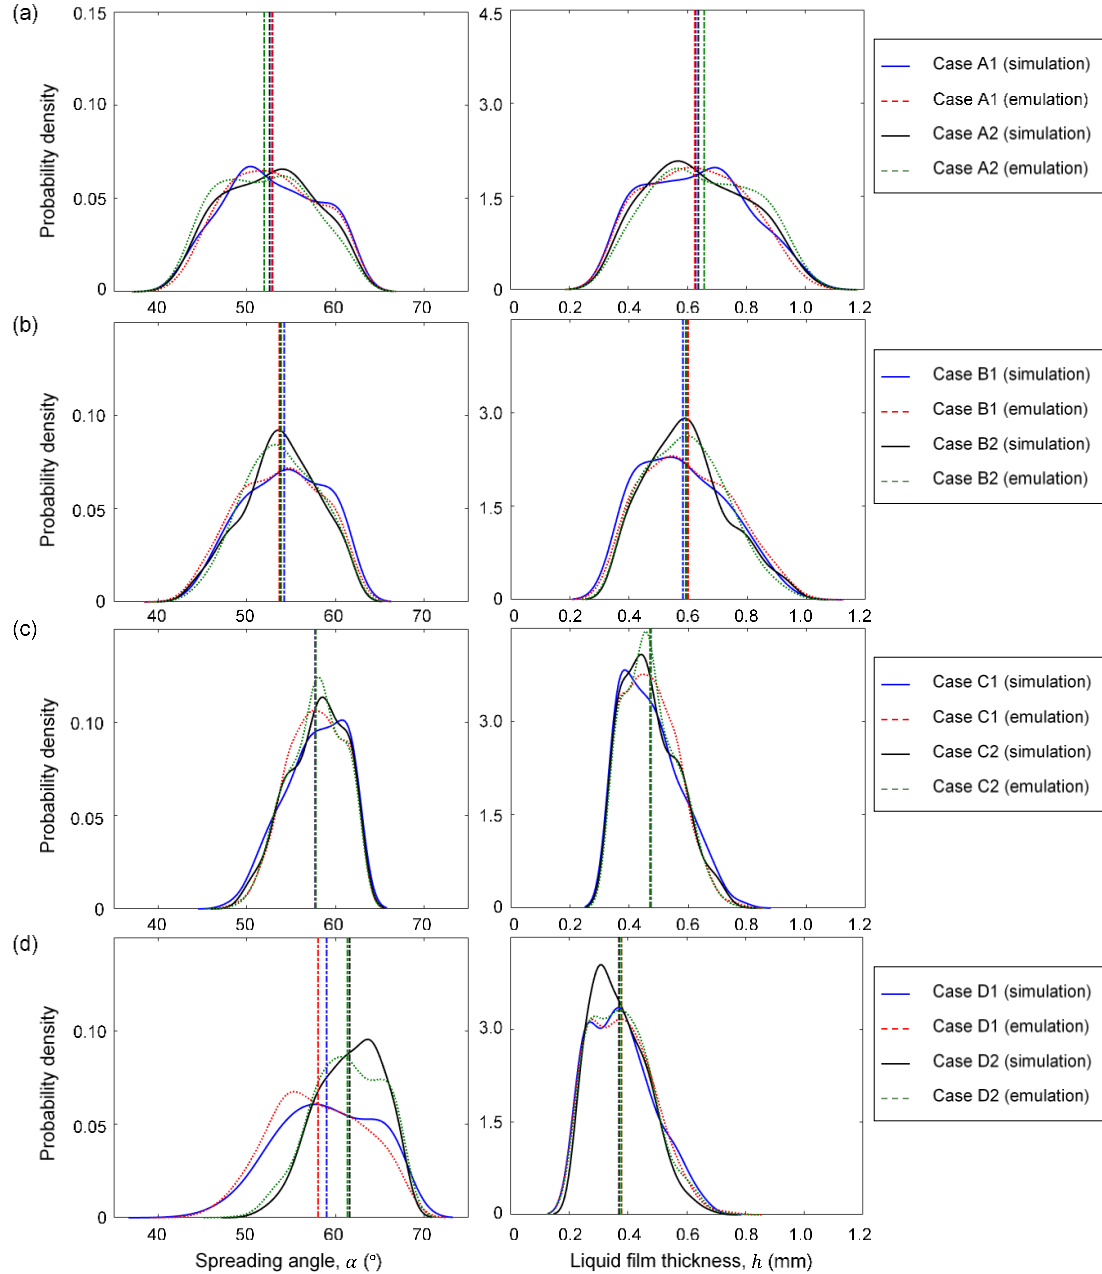 (a)
Probability density
0.15
0.10
0.05
0
40 50 60 70
4.5
3.0
1.5
0 0.2 0.4 0.6 0.8 1.0 1.2
Case A1 (simulation)
Case A1 (emulation)
Case A2 (simulation)
Case A2 (emulation)
(b)
Probability density
0.10
0.05
0
40 50 60 70
3.0
1.5
0
0 0.2 0.4 0.6 0.8 1.0 1.2
Case B1 (simulation)
Case B1 (emulation)
Case B2 (simulation)
Case B2 (emulation)
(c)
Probability density
0.10
0.05
0
40 50 60 70
3.0
1.5
0
0 0.2 0.4 0.6 0.8 1.0 1.2
Case C1 (simulation)
Case C1 (emulation)
Case C2 (simulation)
Case C2 (emulation)
(d)
Probability density
0.10
0.05
0
40 50 60 70
Spreading angle, α (°)
3.0
1.5
0
0 0.2 0.4 0.6 0.8 1.0 1.2
Liquid film thickness, h (mm)
Case D1 (simulation)
Case D1 (emulation)
Case D2 (simulation)
Case D2 (emulation)